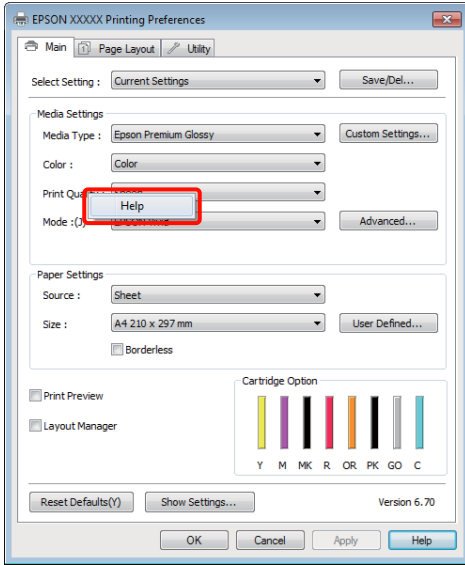 EPSON XXXXX Printing Preferences
Main Page Layout Utility
Select Setting : Current Settings Save/Del...
Media Settings
Media Type : Epson Premium Glossy Custom Settings...
Color : Color
Print
Help
Mode :(J) Advanced...
Paper Settings
Source : Sheet
Size : A4 210 x 297 mm User Defined...
Borderless
Print Preview
Layout Manager
Cartridge Option
Y M MK R OR PK GO C
Reset Defaults(Y) Show Settings... Version 6.70
OK Cancel Apply Help